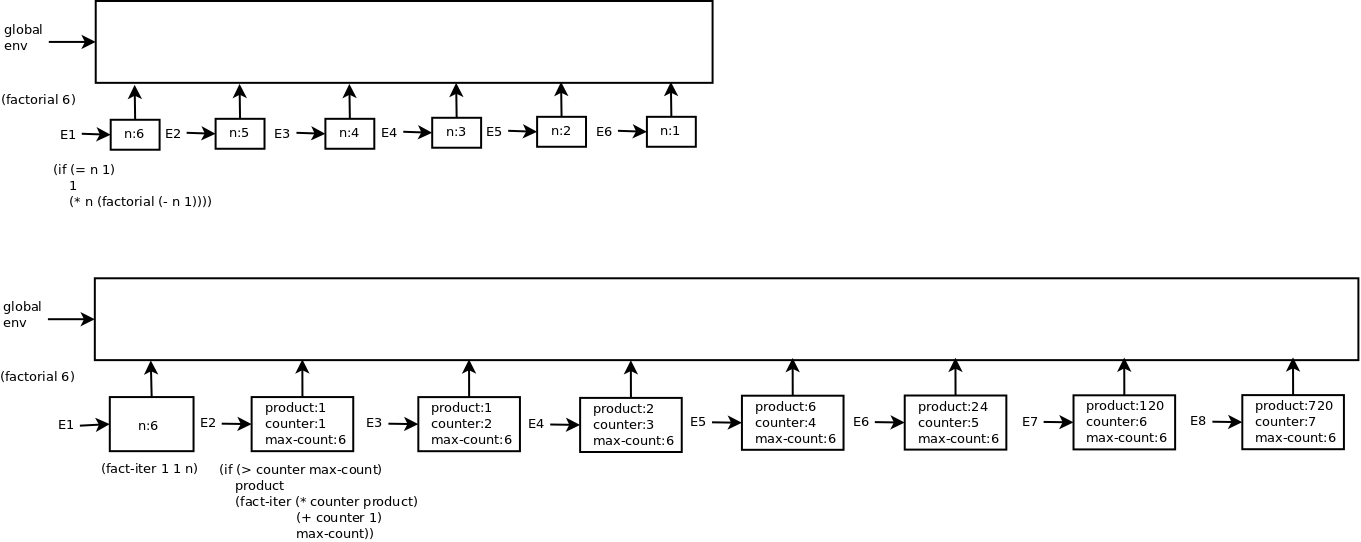 global
env
(factorial 6)
E1
n:6
E2
n:5
E3
n:4
E4
n:3
E5
n:2
E6
n:1
(if (= n 1)
1
(* n (factorial (- n 1))))
global
env
(factorial 6)
E1
n:6
(fact-iter 1 1 n)
E2
product:1
counter:1
max-count:6
(if (> counter max-count)
product
(fact-iter (* counter product)
(+ counter 1)
max-count))
E3
product:1
counter:2
max-count:6
E4
product:2
counter:3
max-count:6
E5
product:6
counter:4
max-count:6
E6
product:24
counter:5
max-count:6
E7
product:120
counter:6
max-count:6
E8
product:720
counter:7
max-count:6